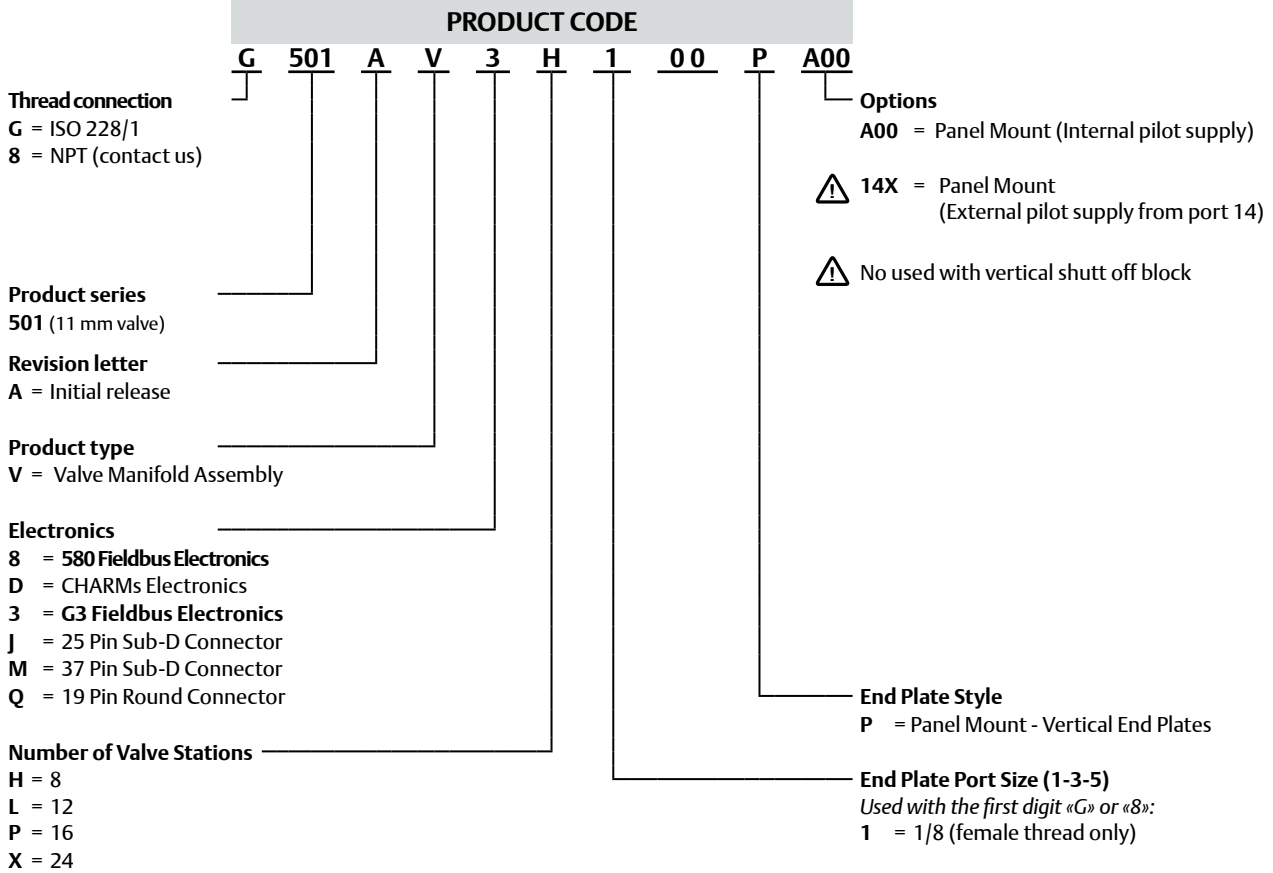 PRODUCT CODE
G 501 A V 3 H 1 0 0 P A00
Thread connection
G = ISO 228/1
8 = NPT (contact us)
Product series
501 (11 mm valve)
Revision letter
A = Initial release
Product type
V = Valve Manifold Assembly
Electronics
8 = 580 Fieldbus Electronics
D = CHARMs Electronics
3 = G3 Fieldbus Electronics
J = 25 Pin Sub-D Connector
M = 37 Pin Sub-D Connector
Q = 19 Pin Round Connector
Number of Valve Stations
H = 8
L = 12
P = 16
X = 24
Options
A00 = Panel Mount (Internal pilot supply)
14X = Panel Mount
(External pilot supply from port 14)
No used with vertical shutt off block
End Plate Style
P = Panel Mount - Vertical End Plates
End Plate Port Size (1-3-5)
Used with the first digit «G» or «8»:
1 = 1/8 (female thread only)